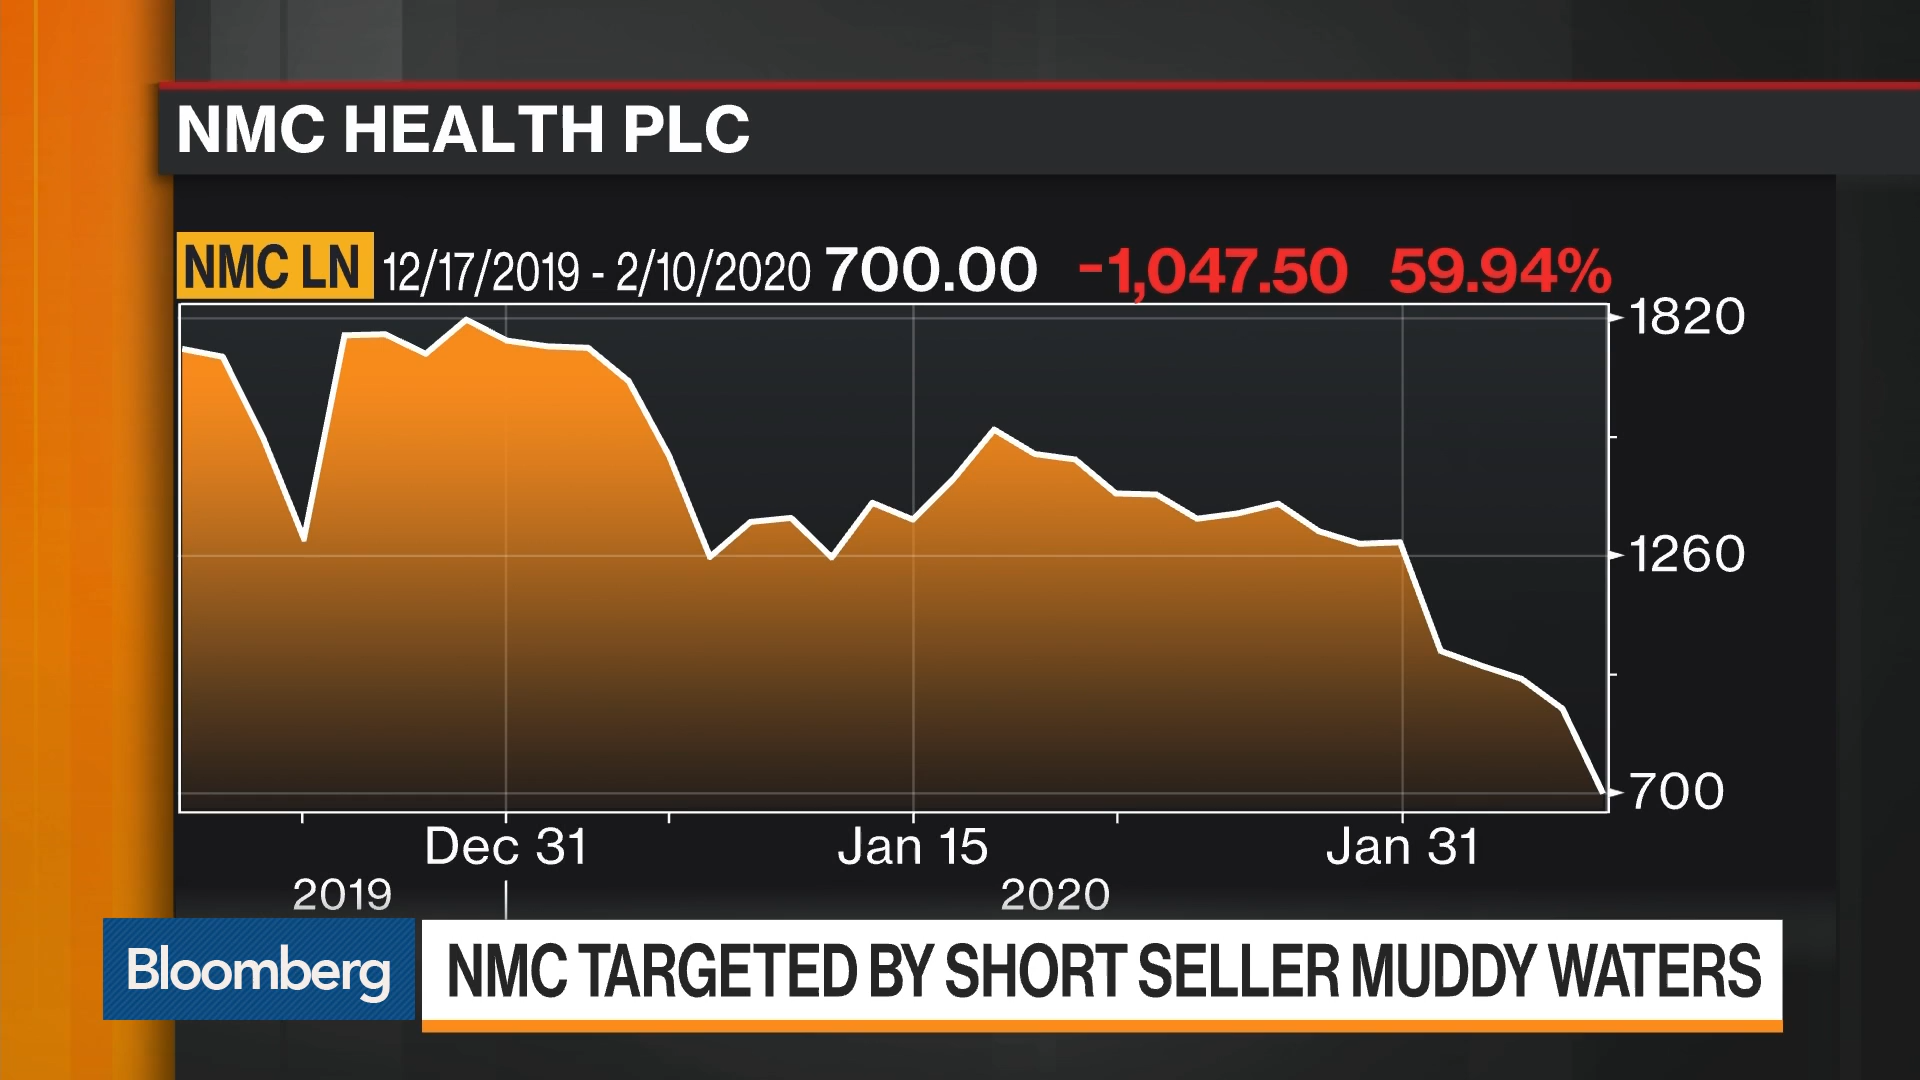 NMC HEALTH PLC
NMC LN 12/17/2019 - 2/10/2020 700.00 -1,047.50 59.94%
1820
1260
700
Dec 31 Jan 15 Jan 31
2019 2020
Bloomberg NMC TARGETED BY SHORT SELLER MUDDY WATERS